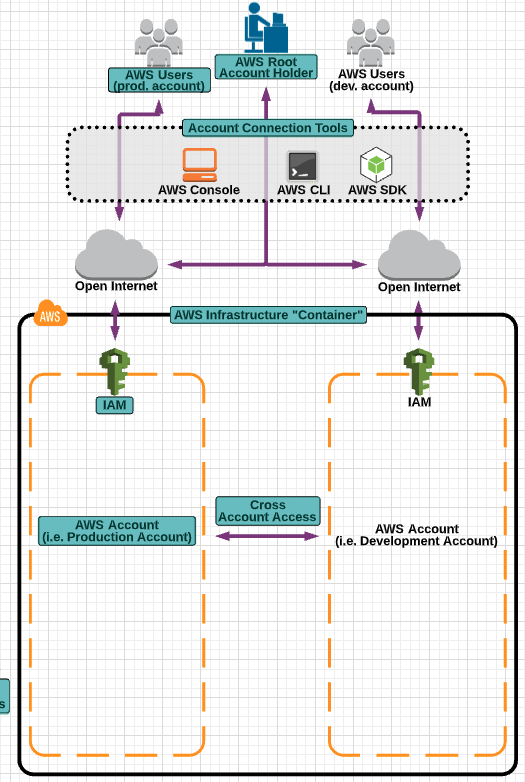 AWS Users
(prod. account)
AWS Root
Account Holder
AWS Users
(dev. account)
Account Connection Tools
AWS Console
AWS CLI
AWS SDK
Open Internet
Open Internet
AWS
AWS Infrastructure "Container"
IAM
IAM
Cross
Account Access
AWS Account
(i.e. Production Account)
AWS Account
(i.e. Development Account)